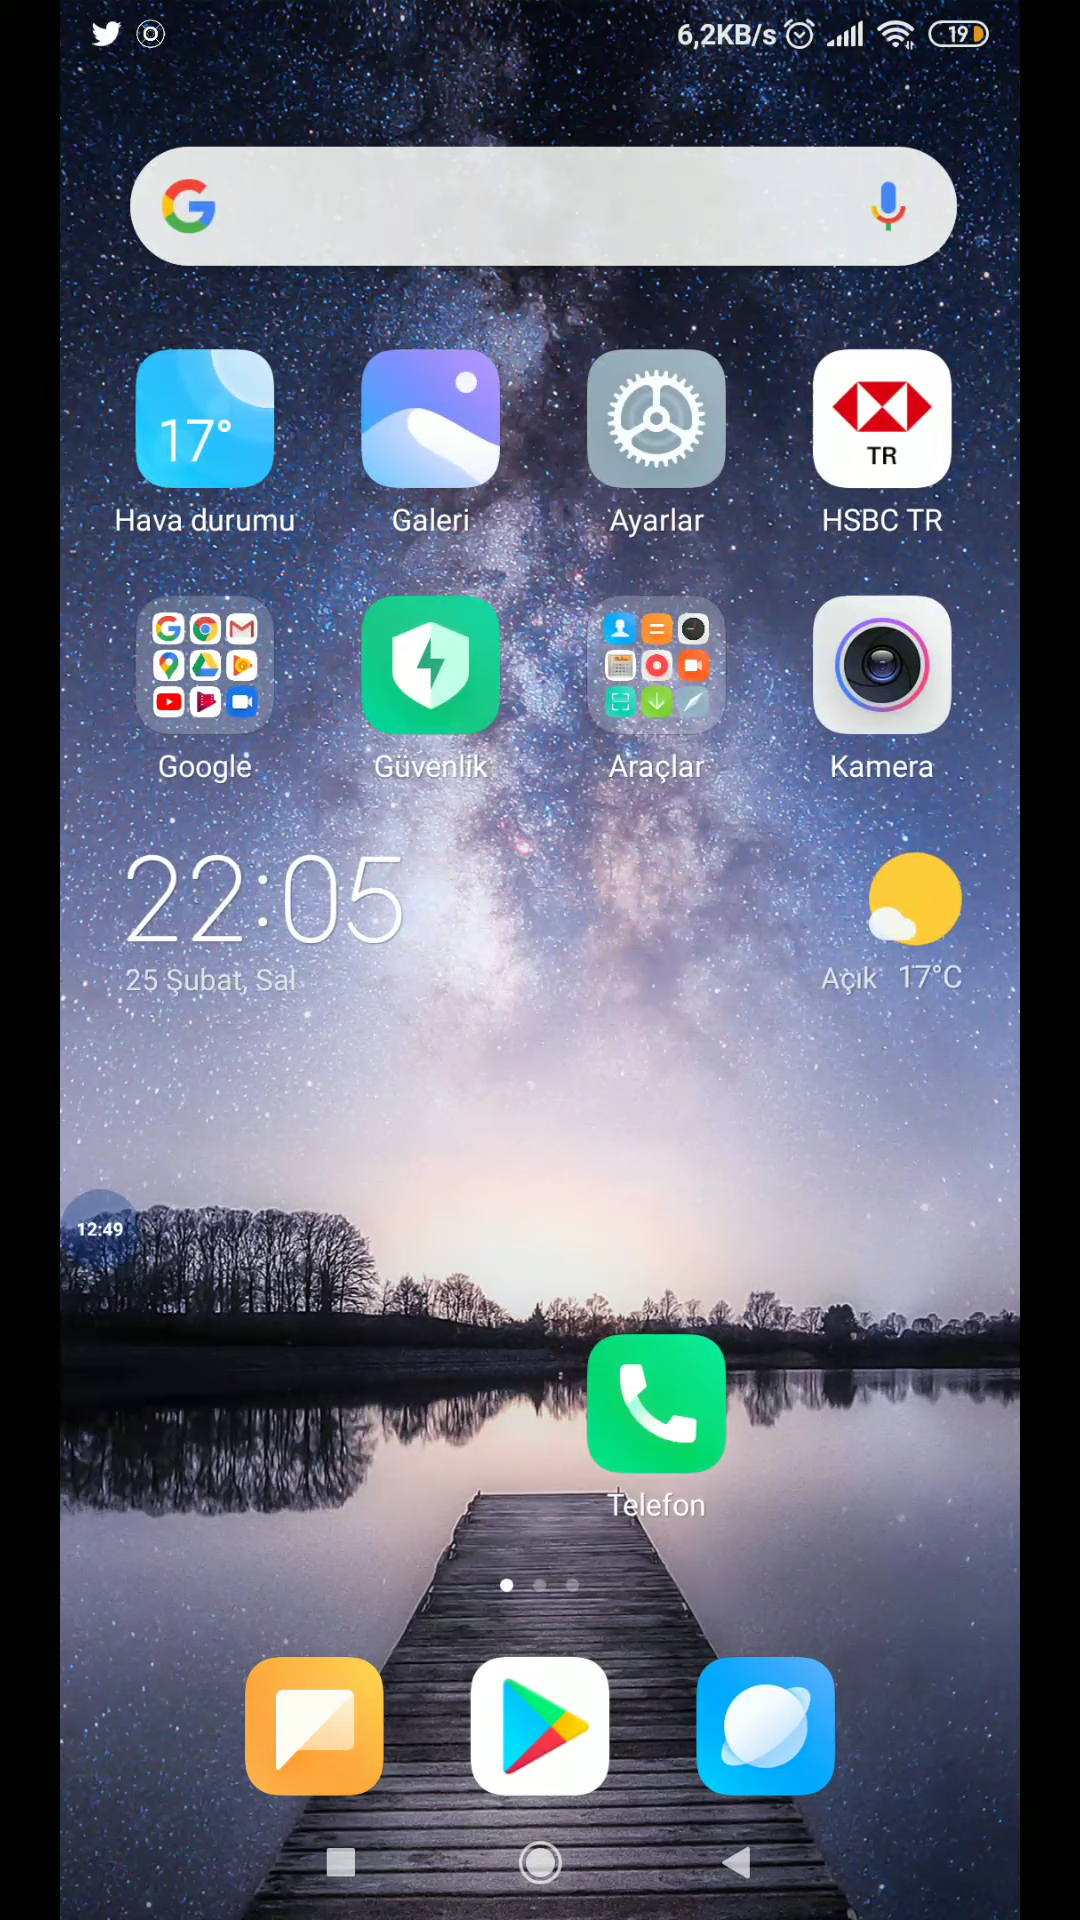 6,2KB/s 19
17°
TR
Hava durumu Galeri Ayarlar HSBC TR
Google Güvenlik Araçlar Kamera
22:05
25 Şubat, Sal
Açık 17°C
12:49
Telefon